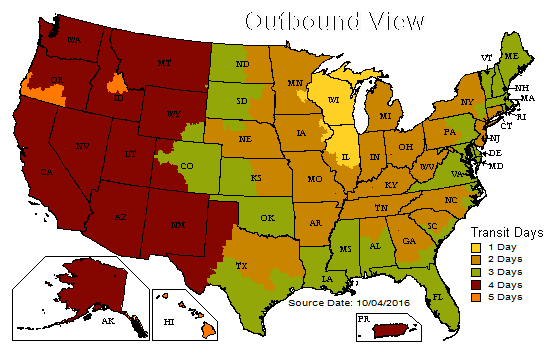 Outbound View
WA
OR
ID
MT
WY
CA
NV
UT
CO
AZ
NM
ND
SD
NE
KS
OK
TX
MN
IA
MO
AR
LA
WI
IL
MI
IN
OH
KY
TN
MS
AL
GA
FL
SC
NC
VA
WV
PA
NY
VT
ME
NH
MA
RI
CT
NJ
DE
MD
AK
HI
PR
Transit Days
1 Day
2 Days
3 Days
4 Days
5 Days
Source Date: 10/04/2016